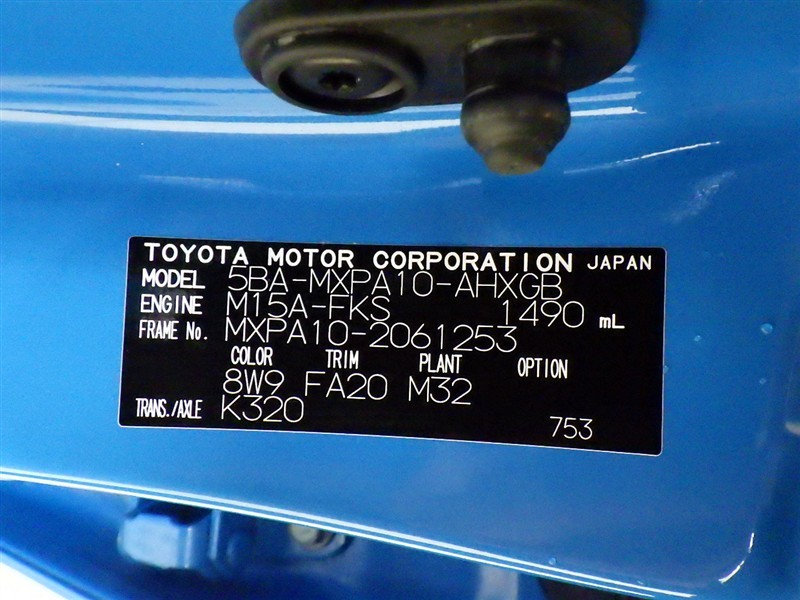 TOYOTA MOTOR CORPORATION JAPAN
MODEL 5BA-MXPA10-AHXGB
ENGINE M15A-FKS 1490 mL
FRAME No. MXPA10-2061253
COLOR TRIM PLANT OPTION
8W9 FA20 M32
TRANS./AXLE K320
753